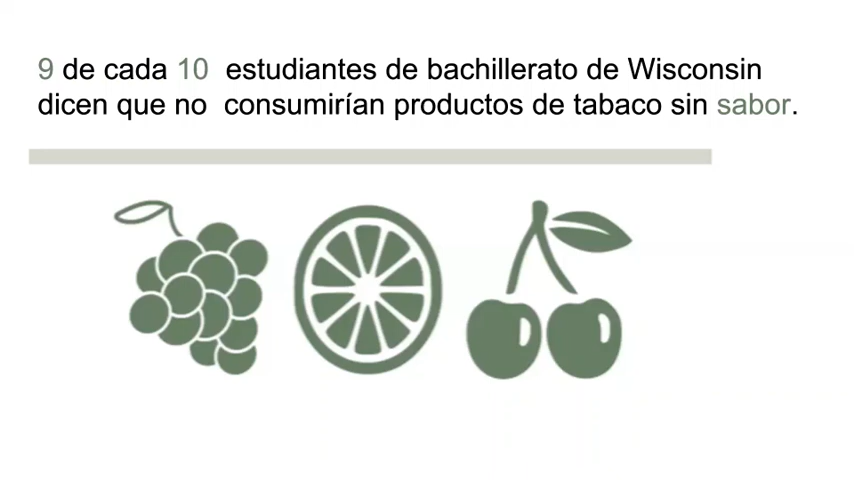 9 de cada 10 estudiantes de bachillerato de Wisconsin
dicen que no consumirían productos de tabaco sin sabor.